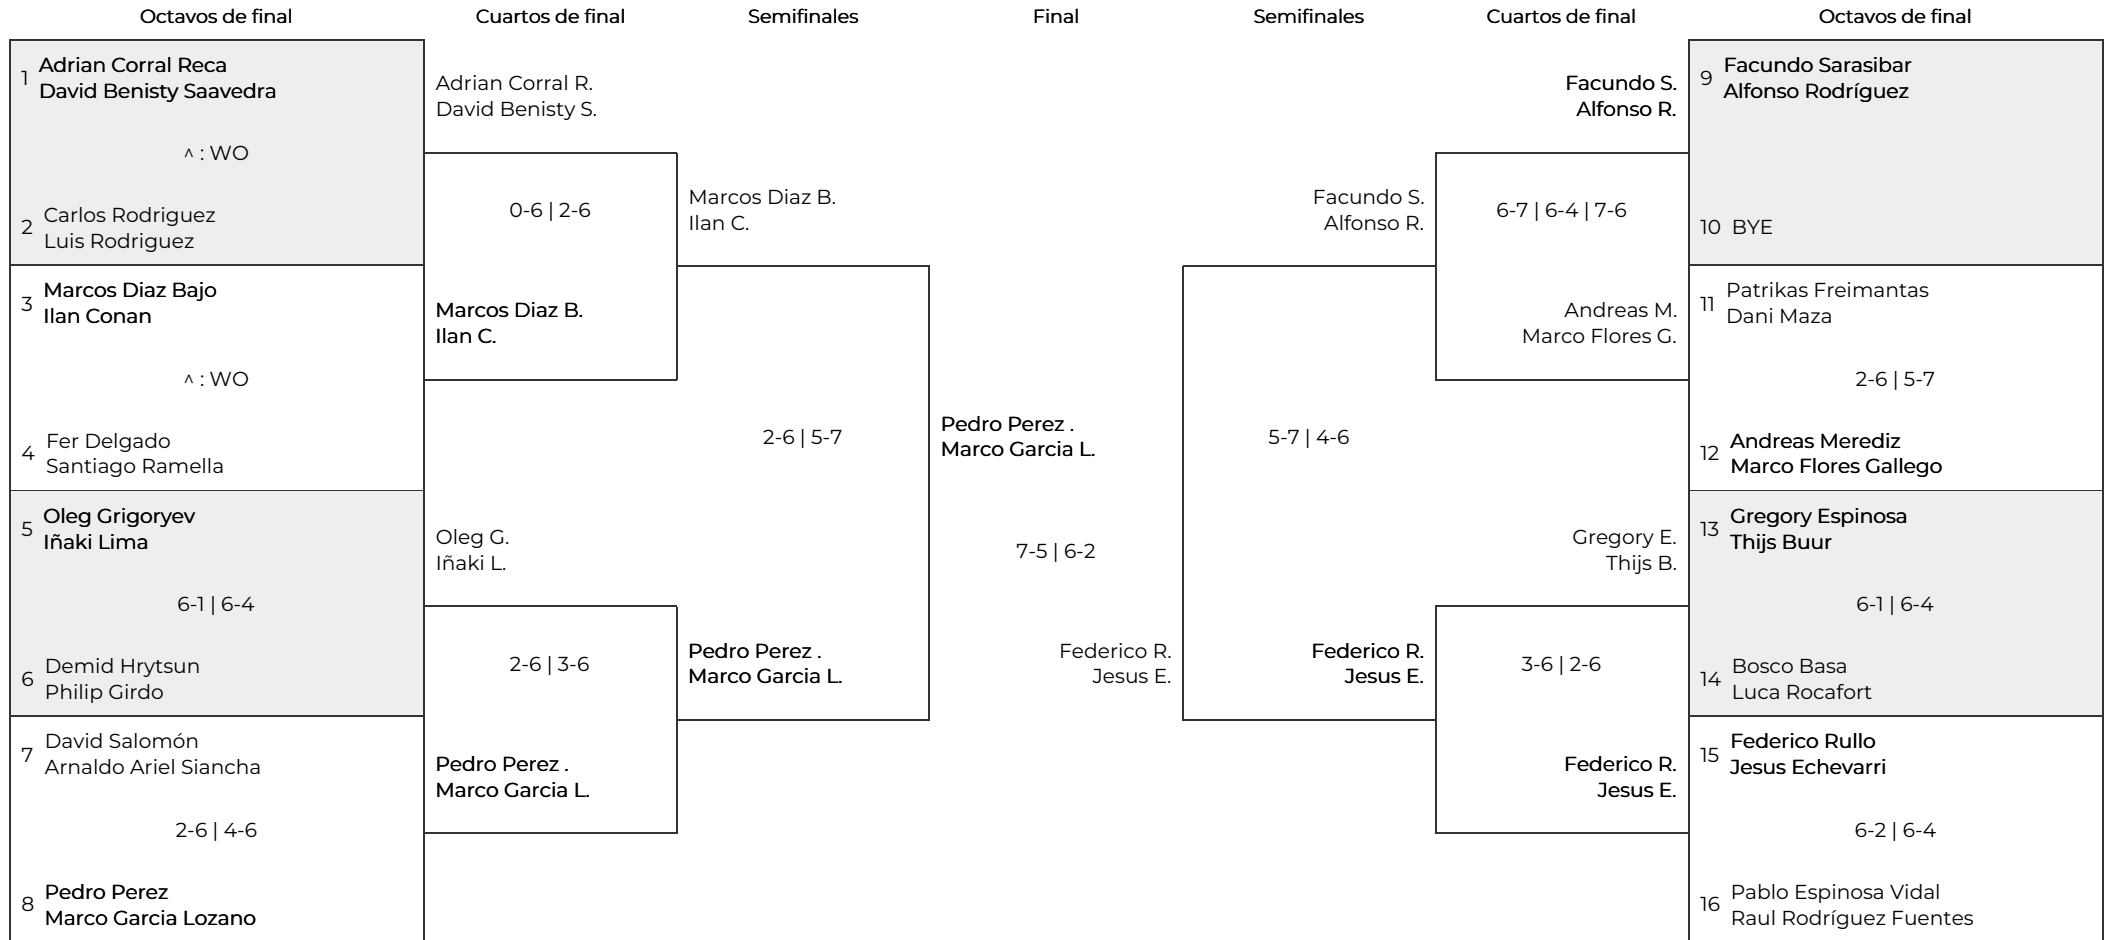 Octavos de final
Cuartos de final
Semifinales
Final
Semifinales
Cuartos de final
Octavos de final
1
Adrian Corral Reca
David Benisty Saavedra
^ : WO
2
Carlos Rodriguez
Luis Rodriguez
3
Marcos Diaz Bajo
Ilan Conan
^ : WO
4
Fer Delgado
Santiago Ramella
5
Oleg Grigoryev
Iñaki Lima
6-1 | 6-4
6
Demid Hrytsun
Philip Girdo
7
David Salomón
Arnaldo Ariel Siancha
2-6 | 4-6
8
Pedro Perez
Marco Garcia Lozano
Adrian Corral R.
David Benisty S.
0-6 | 2-6
Marcos Diaz B.
Ilan C.
Oleg G.
Iñaki L.
2-6 | 3-6
Pedro Perez .
Marco Garcia L.
Marcos Diaz B.
Ilan C.
2-6 | 5-7
Pedro Perez .
Marco Garcia L.
Pedro Perez .
Marco Garcia L.
7-5 | 6-2
Federico R.
Jesus E.
Facundo S.
Alfonso R.
5-7 | 4-6
Federico R.
Jesus E.
Facundo S.
Alfonso R.
6-7 | 6-4 | 7-6
Andreas M.
Marco Flores G.
Gregory E.
Thijs B.
3-6 | 2-6
Federico R.
Jesus E.
9
Facundo Sarasibar
Alfonso Rodríguez
10 BYE
11
Patrikas Freimantas
Dani Maza
2-6 | 5-7
12
Andreas Merediz
Marco Flores Gallego
13
Gregory Espinosa
Thijs Buur
6-1 | 6-4
14
Bosco Basa
Luca Rocafort
15
Federico Rullo
Jesus Echevarri
6-2 | 6-4
16
Pablo Espinosa Vidal
Raul Rodríguez Fuentes